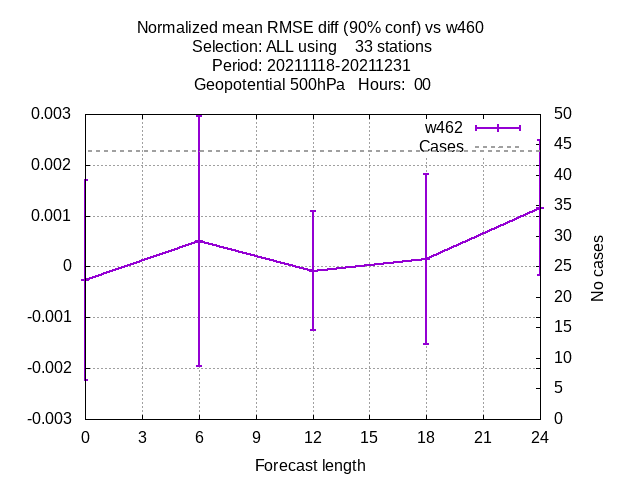 Normalized mean RMSE diff (90% conf) vs w460
Selection: ALL using    33 stations
Period: 20211118-20211231
Geopotential 500hPa   Hours:  00
w462
Cases
0.003
0.002
0.001
0
-0.001
-0.002
-0.003
50
45
40
35
30
25
20
15
10
5
0
No cases
0 3 6 9 12 15 18 21 24
Forecast length